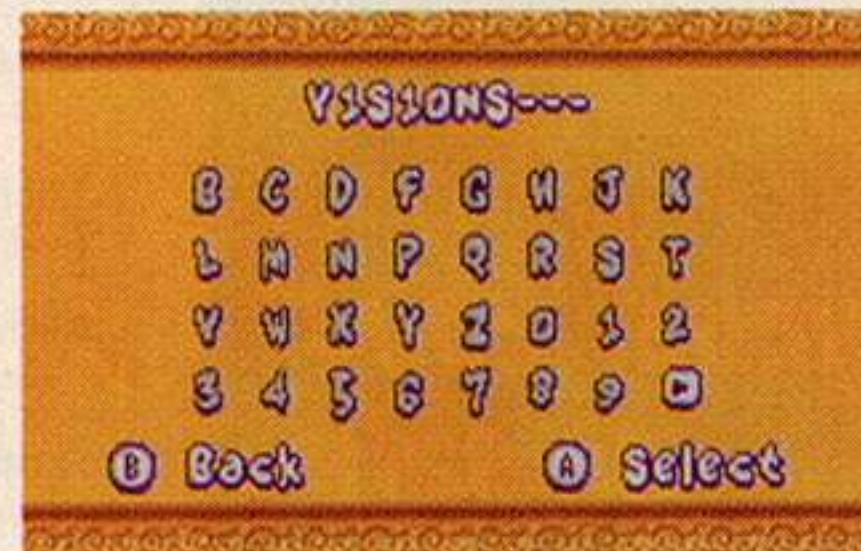 V1S10NS---
B C D F G H J K
L M N P Q R S T
V W X Y Z 0 1 2
3 4 5 6 7 8 9
B Back A Select